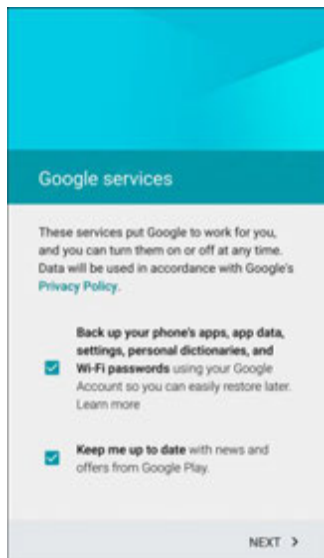 Google services
These services put Google to work for you,
and you can turn them on or off at any time.
Data will be used in accordance with Google's
Privacy Policy.
Back up your phone's apps, app data,
settings, personal dictionaries, and
Wi-Fi passwords using your Google
Account so you can easily restore later.
Learn more
Keep me up to date with news and
offers from Google Play.
NEXT